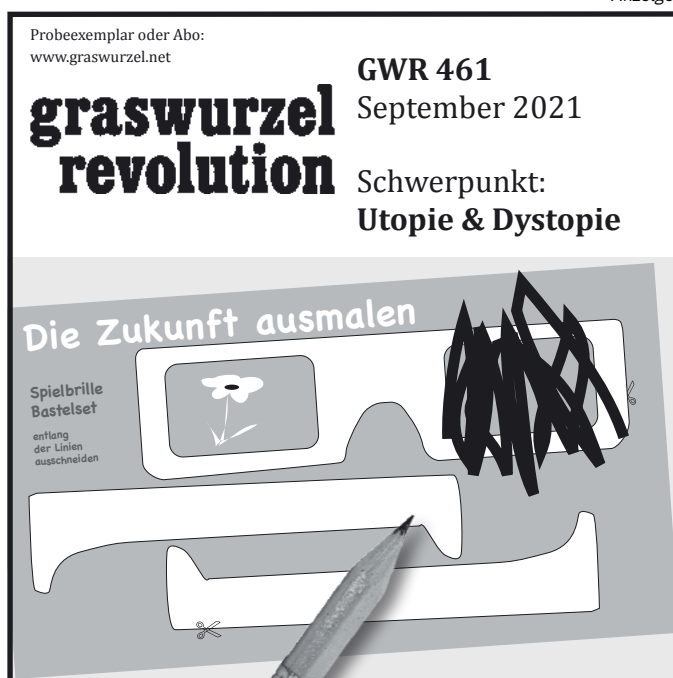 Probeexemplar oder Abo:
www.graswurzel.net
graswurzel
revolution
GWR 461
September 2021
Schwerpunkt:
Utopie & Dystopie
Die Zukunft ausmalen
Spielbrille
Bastelset
entlang
der Linien
ausschneiden